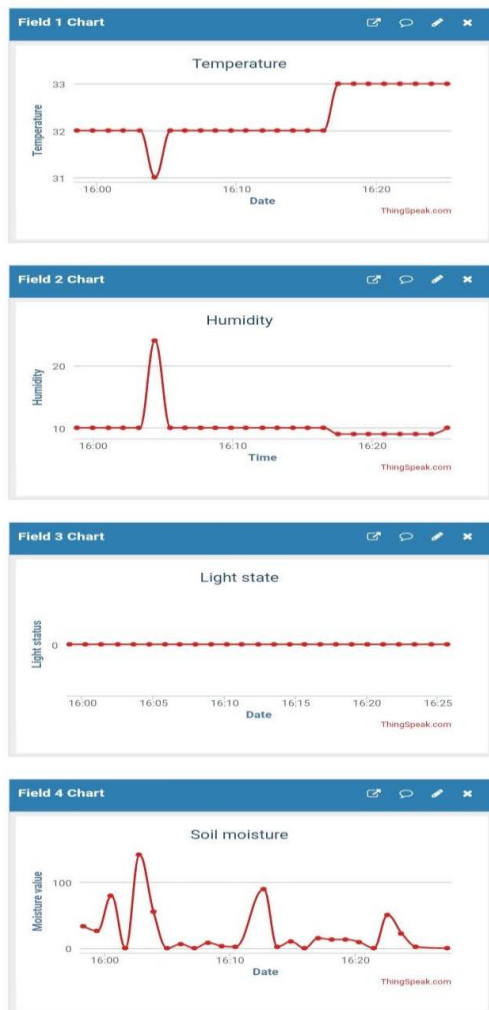 Field 1 Chart
Temperature
Temperature
33
32
31
16:00 16:10 16:20
Date
ThingSpeak.com
Field 2 Chart
Humidity
Humidity
20
10
16:00 16:10 16:20
Time
ThingSpeak.com
Field 3 Chart
Light state
Light status
0
16:00 16:05 16:10 16:15 16:20 16:25
Date
ThingSpeak.com
Field 4 Chart
Soil moisture
Moisture value
100
0
16:00 16:10 16:20
Date
ThingSpeak.com